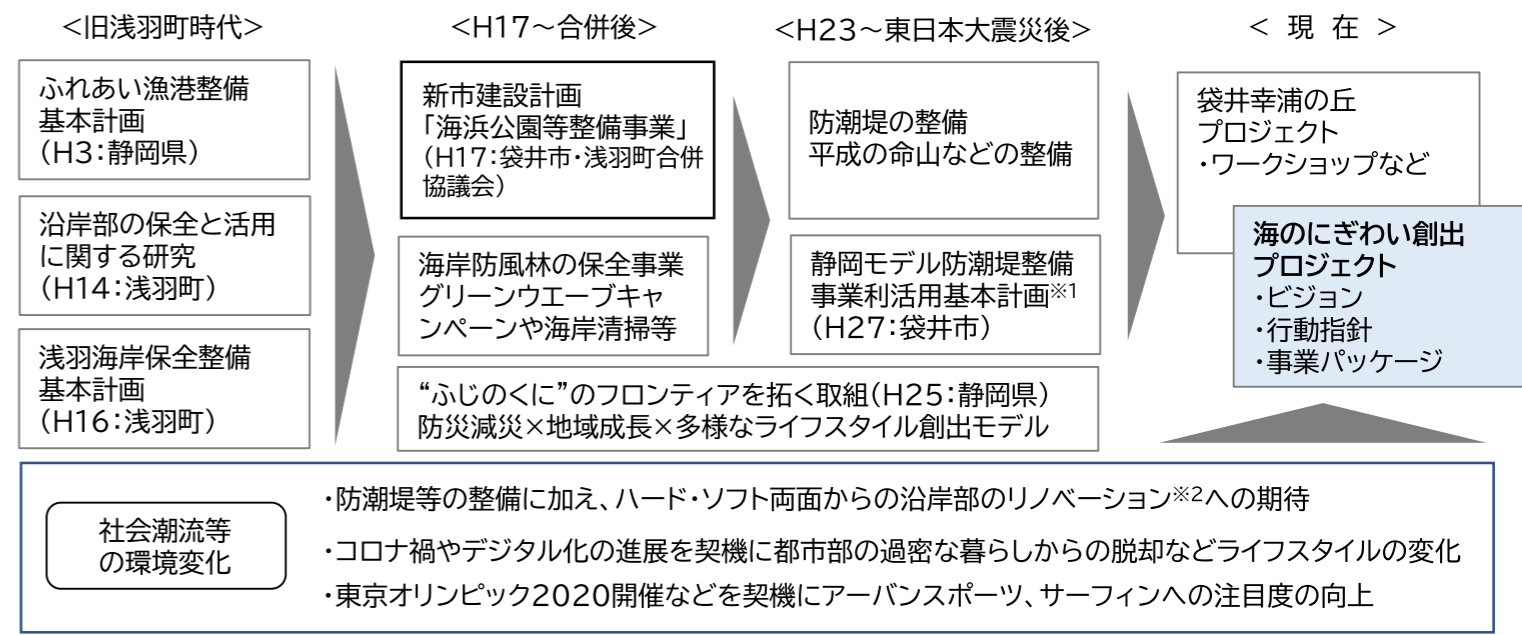 <旧浅羽町時代>
ふれあい漁港整備
基本計画
(H3：静岡県)
沿岸部の保全と活用
に関する研究
(H14：浅羽町)
浅羽海岸保全整備
基本計画
(H16：浅羽町)
<H17～合併後>
新市建設計画
「海浜公園等整備事業」
(H17：袋井市・浅羽町合併
協議会)
海岸防風林の保全事業
グリーンウエーブキャ
ンペーンや海岸清掃等
<H23～東日本大震災後>
防潮堤の整備
平成の命山などの整備
静岡モデル防潮堤整備
事業利活用基本計画※1
(H27：袋井市)
“ふじのくに”のフロンティアを拓く取組(H25：静岡県)
防災減災×地域成長×多様なライフスタイル創出モデル
< 現 在 >
袋井幸浦の丘
プロジェクト
・ワークショップなど
海のにぎわい創出
プロジェクト
・ビジョン
・行動指針
・事業パッケージ
社会潮流等
の環境変化
・防潮堤等の整備に加え、ハード・ソフト両面からの沿岸部のリノベーション※2への期待
・コロナ禍やデジタル化の進展を契機に都市部の過密な暮らしからの脱却などライフスタイルの変化
・東京オリンピック2020開催などを契機にアーバンスポーツ、サーフィンへの注目度の向上